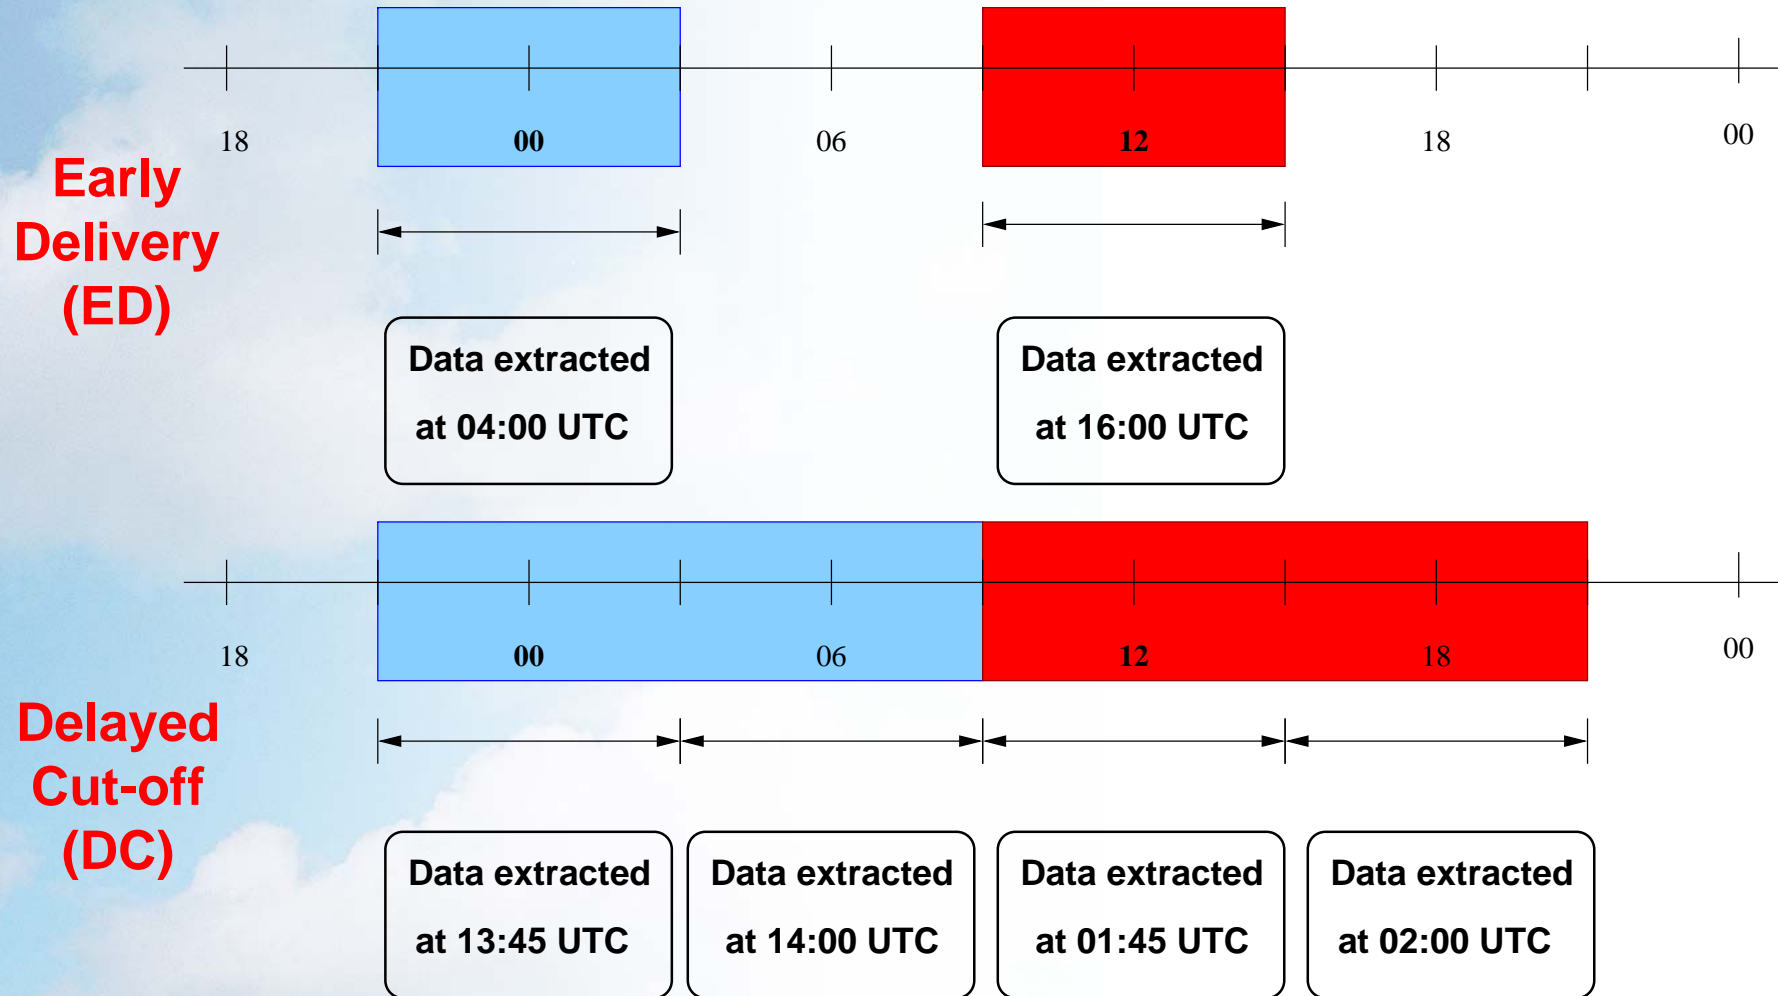 18 00 06 12 18 00
Early
Delivery
(ED)
Data extracted
at 04:00 UTC
Data extracted
at 16:00 UTC
18 00 06 12 18 00
Delayed
Cut-off
(DC)
Data extracted
at 13:45 UTC
Data extracted
at 14:00 UTC
Data extracted
at 01:45 UTC
Data extracted
at 02:00 UTC